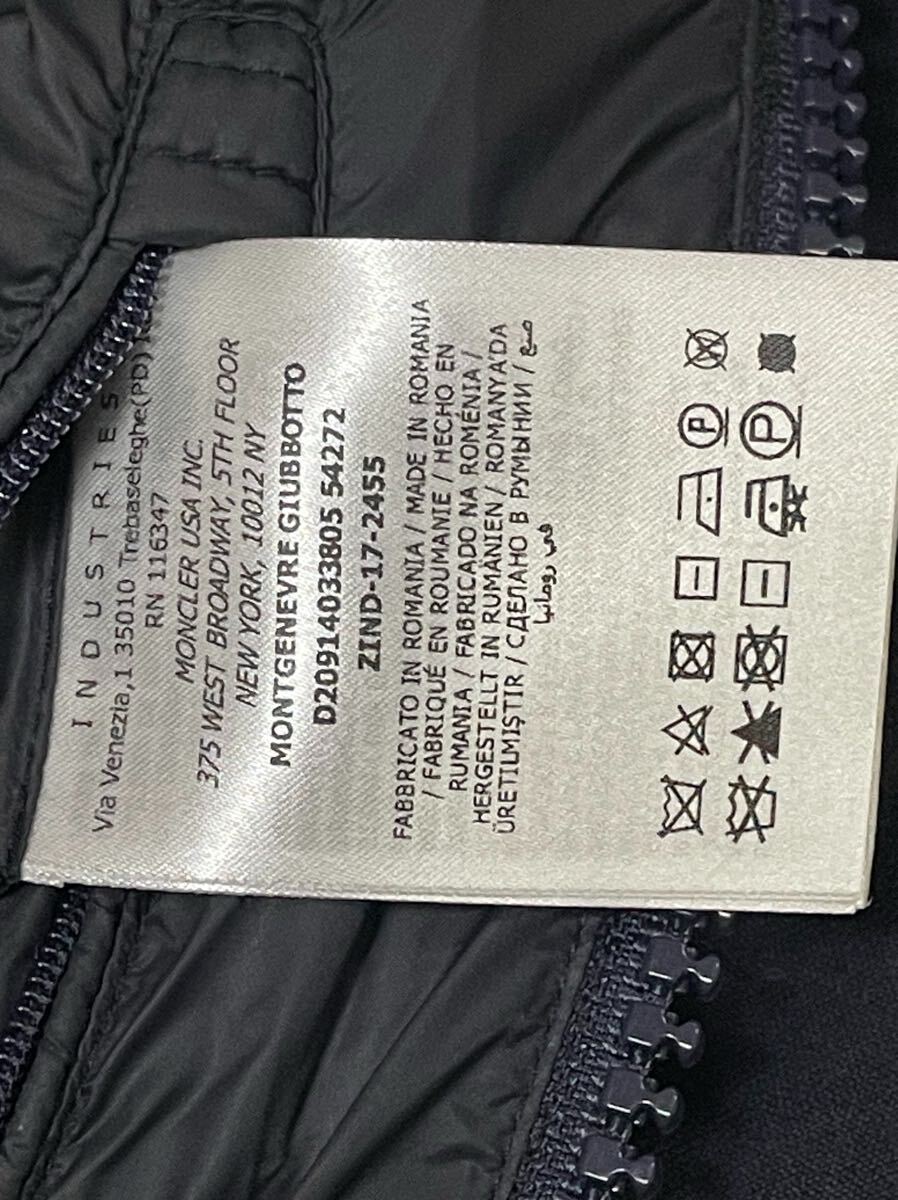 INDUSTRIES
Via Venezia,1 35010 Trebaseleghe(PD)
RN 116347
MONCLER USA INC.
375 WEST BROADWAY, 5TH FLOOR
NEW YORK, 10012 NY
MONTGENEVRE GIUBBOTTO
D20914033805 54272
ZIND-17-2455
FABBRICATO IN ROMANIA / MADE IN ROMANIA
/ FABRIQUÉ EN ROUMANIE / HECHO EN
RUMANIA / FABRICADO NA ROMÉNIA /
HERGESTELLT IN RUMÄNIEN / ROMANYA'DA
ÜRETILMIŞTIR / СДЕЛАНО В РУМЫНИИ / صنع
في رومانيا
P
P